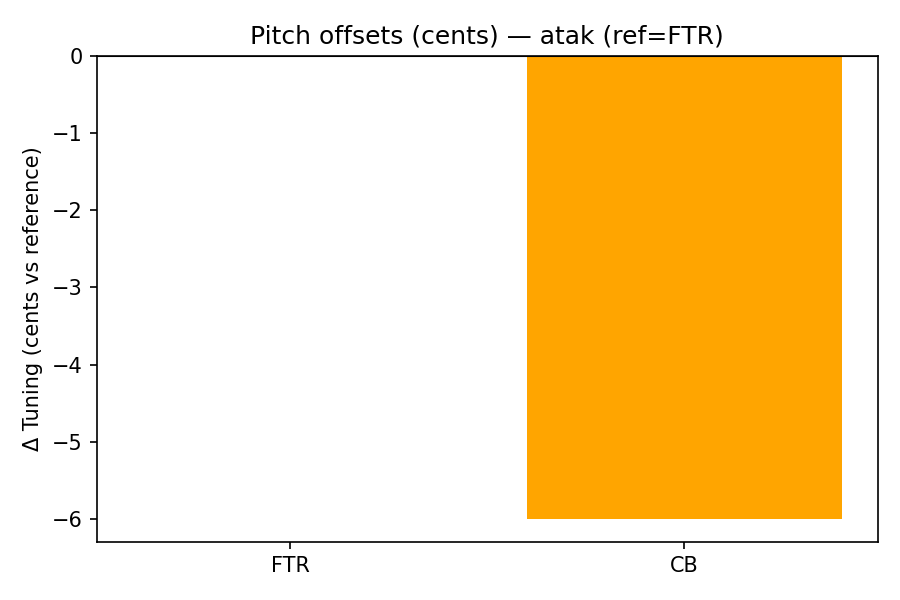 Pitch offsets (cents) — atak (ref=FTR)
Δ Tuning (cents vs reference)
0
−1
−2
−3
−4
−5
−6
FTR
CB